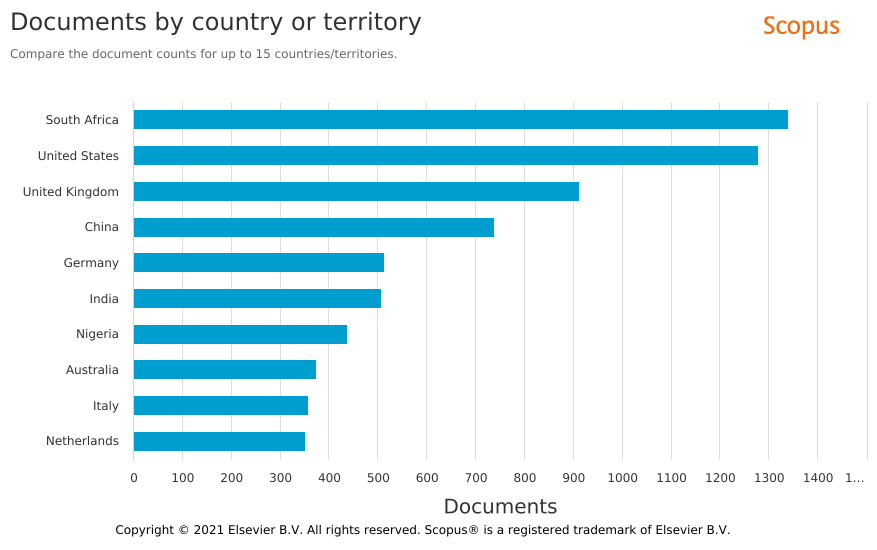 Documents by country or territory
Scopus
Compare the document counts for up to 15 countries/territories.
South Africa
United States
United Kingdom
China
Germany
India
Nigeria
Australia
Italy
Netherlands
0 100 200 300 400 500 600 700 800 900 1000 1100 1200 1300 1400 1...
Documents
Copyright © 2021 Elsevier B.V. All rights reserved. Scopus® is a registered trademark of Elsevier B.V.